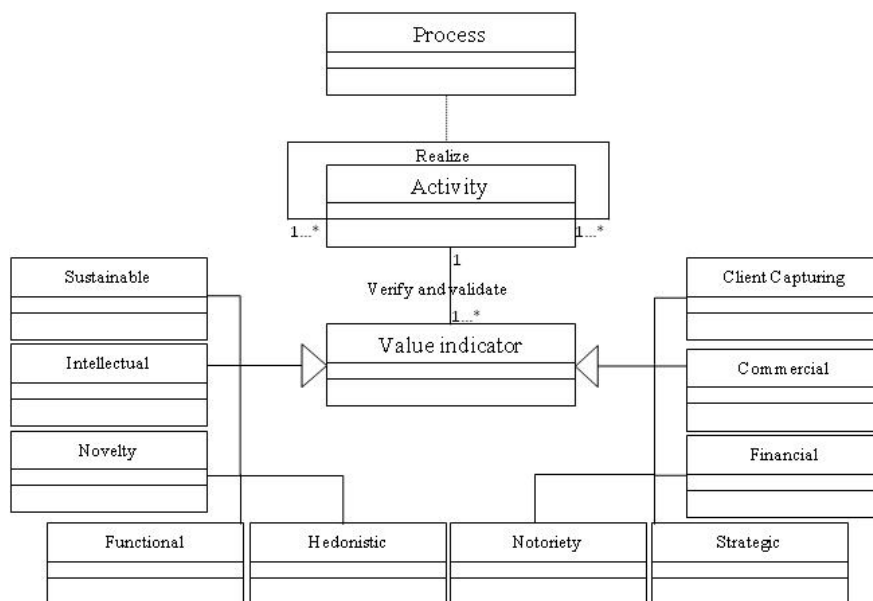 Process
Realize
Activity
1...*
1...*
1
Verify and validate
1...*
Value indicator
Sustainable
Intellectual
Novelty
Client Capturing
Commercial
Financial
Functional
Hedonistic
Notoriety
Strategic